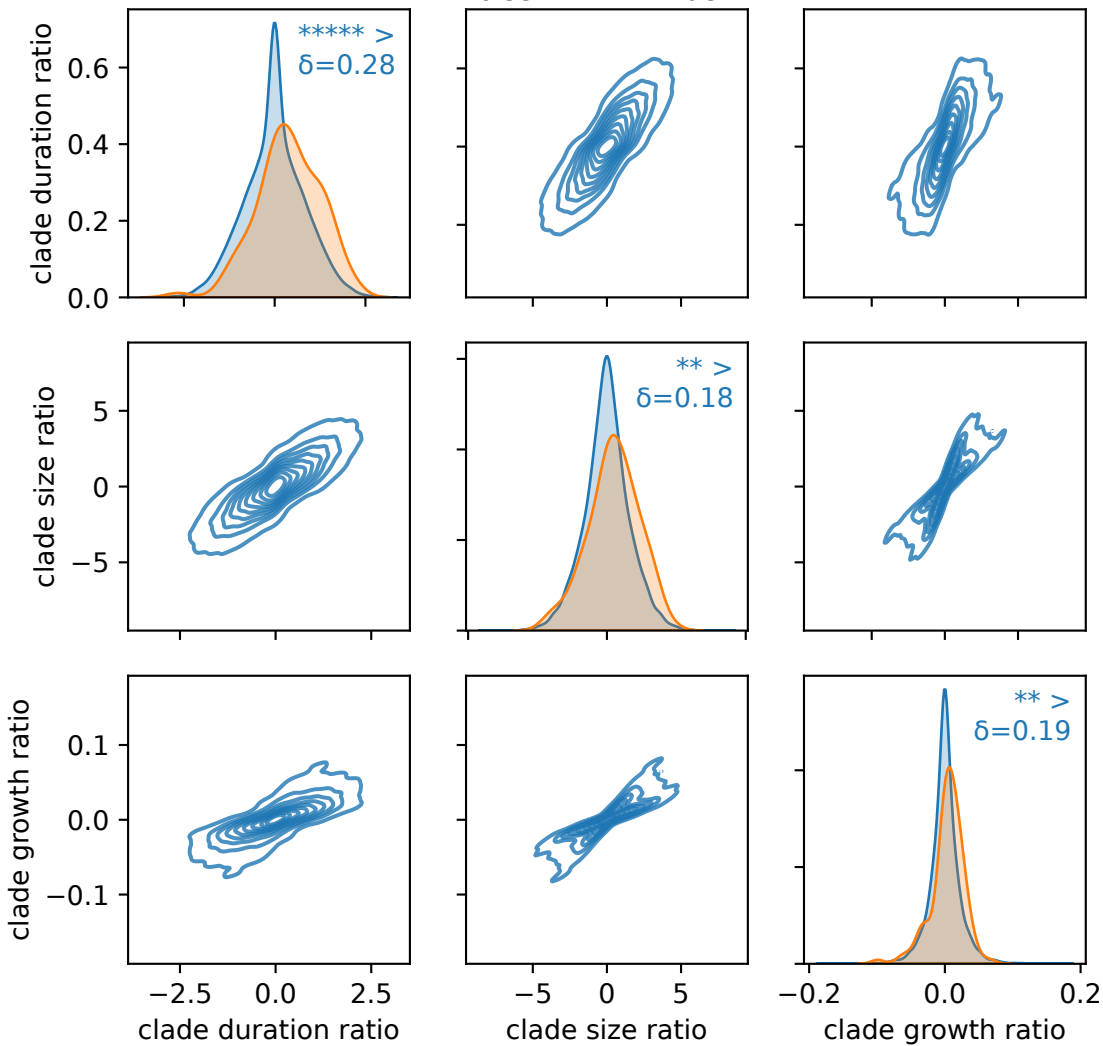 clade duration ratio
0.6
0.4
0.2
0.0
***** >
δ=0.28
clade size ratio
5
0
−5
** >
δ=0.18
clade growth ratio
0.1
0.0
−0.1
** >
δ=0.19
−2.5 0.0 2.5
−5 0 5
−0.2 0.0 0.2
clade duration ratio
clade size ratio
clade growth ratio